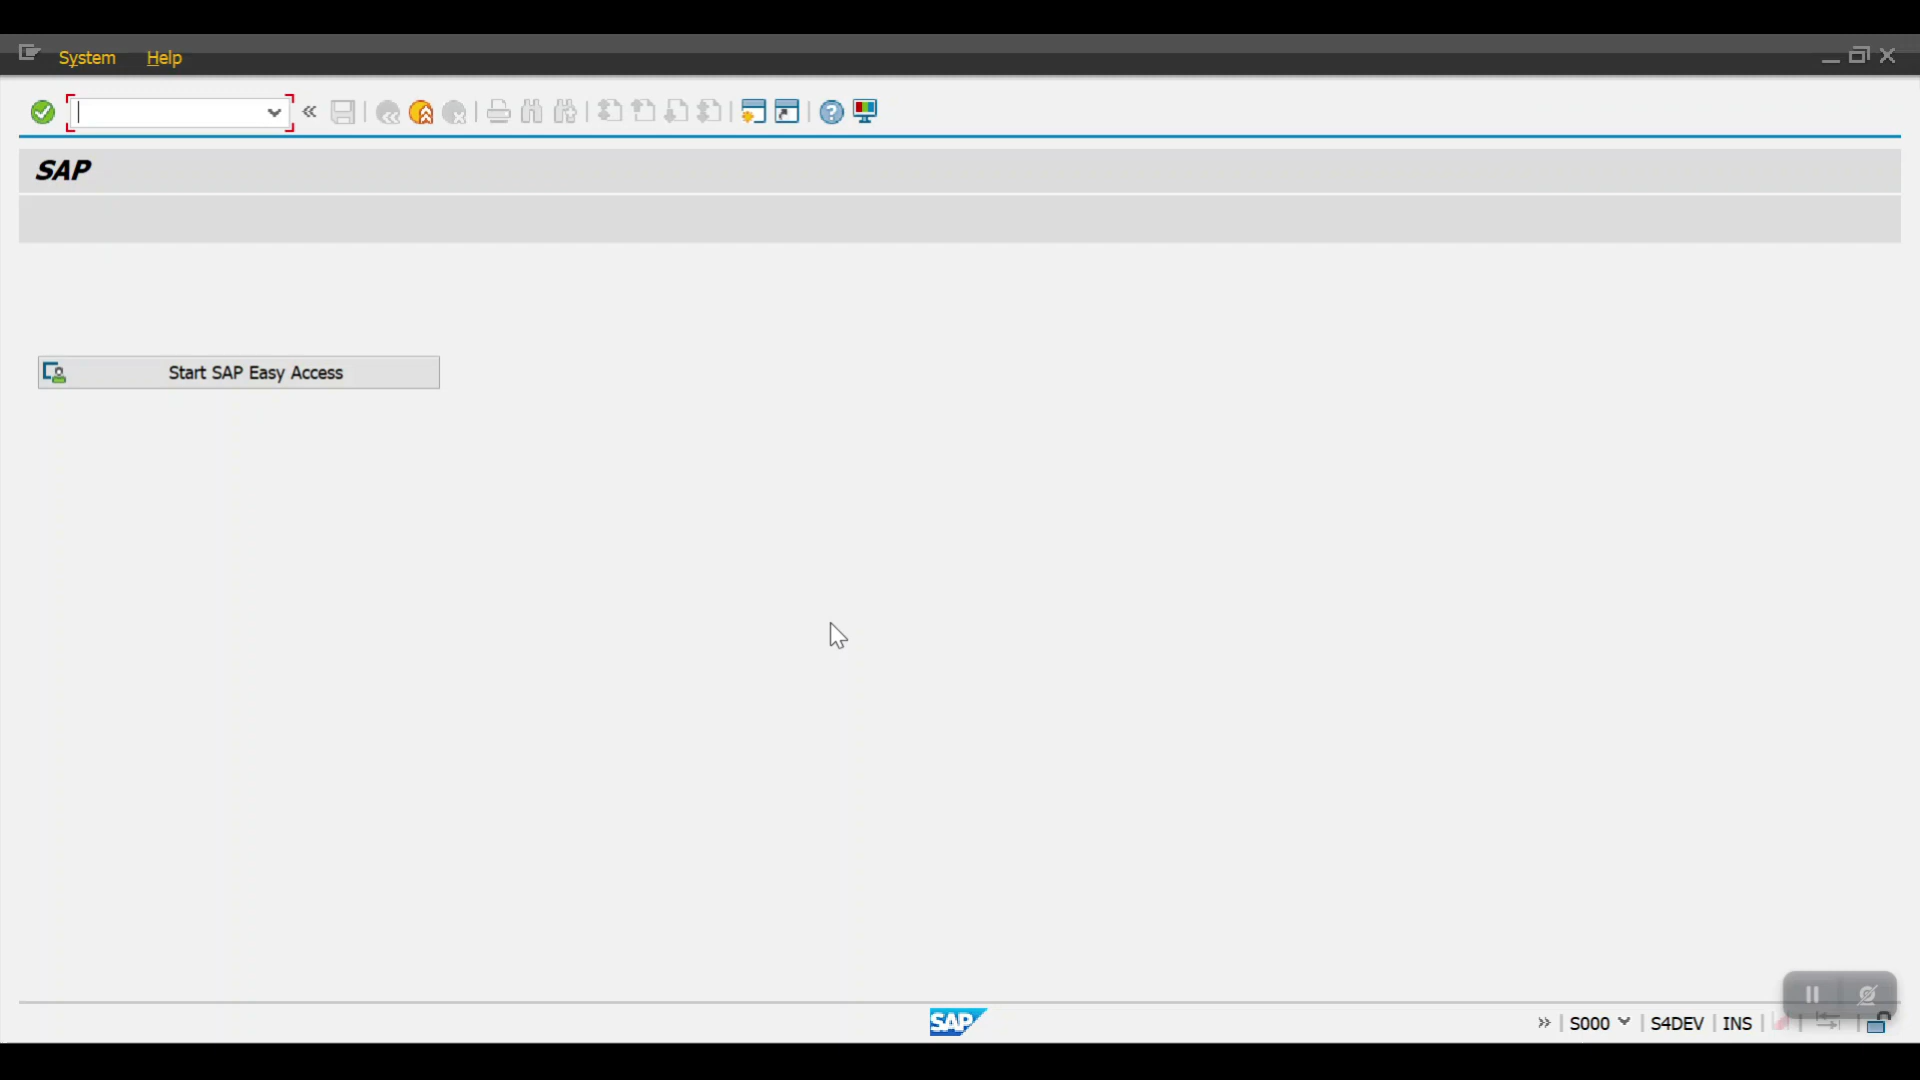 System Help
SAP
Start SAP Easy Access
SAP
S000 S4DEV INS